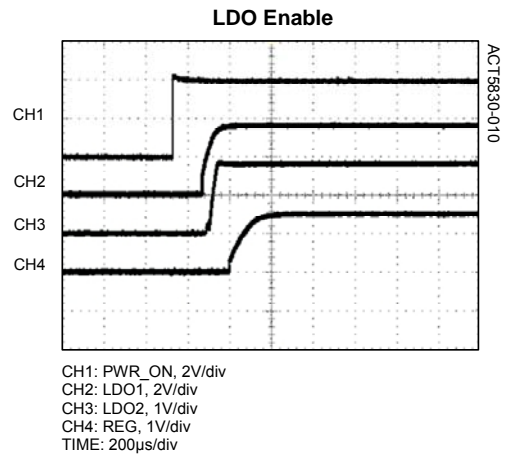 LDO Enable
ACT5830-010
CH1
CH2
CH3
CH4
CH1: PWR_ON, 2V/div
CH2: LDO1, 2V/div
CH3: LDO2, 1V/div
CH4: REG, 1V/div
TIME: 200µs/div